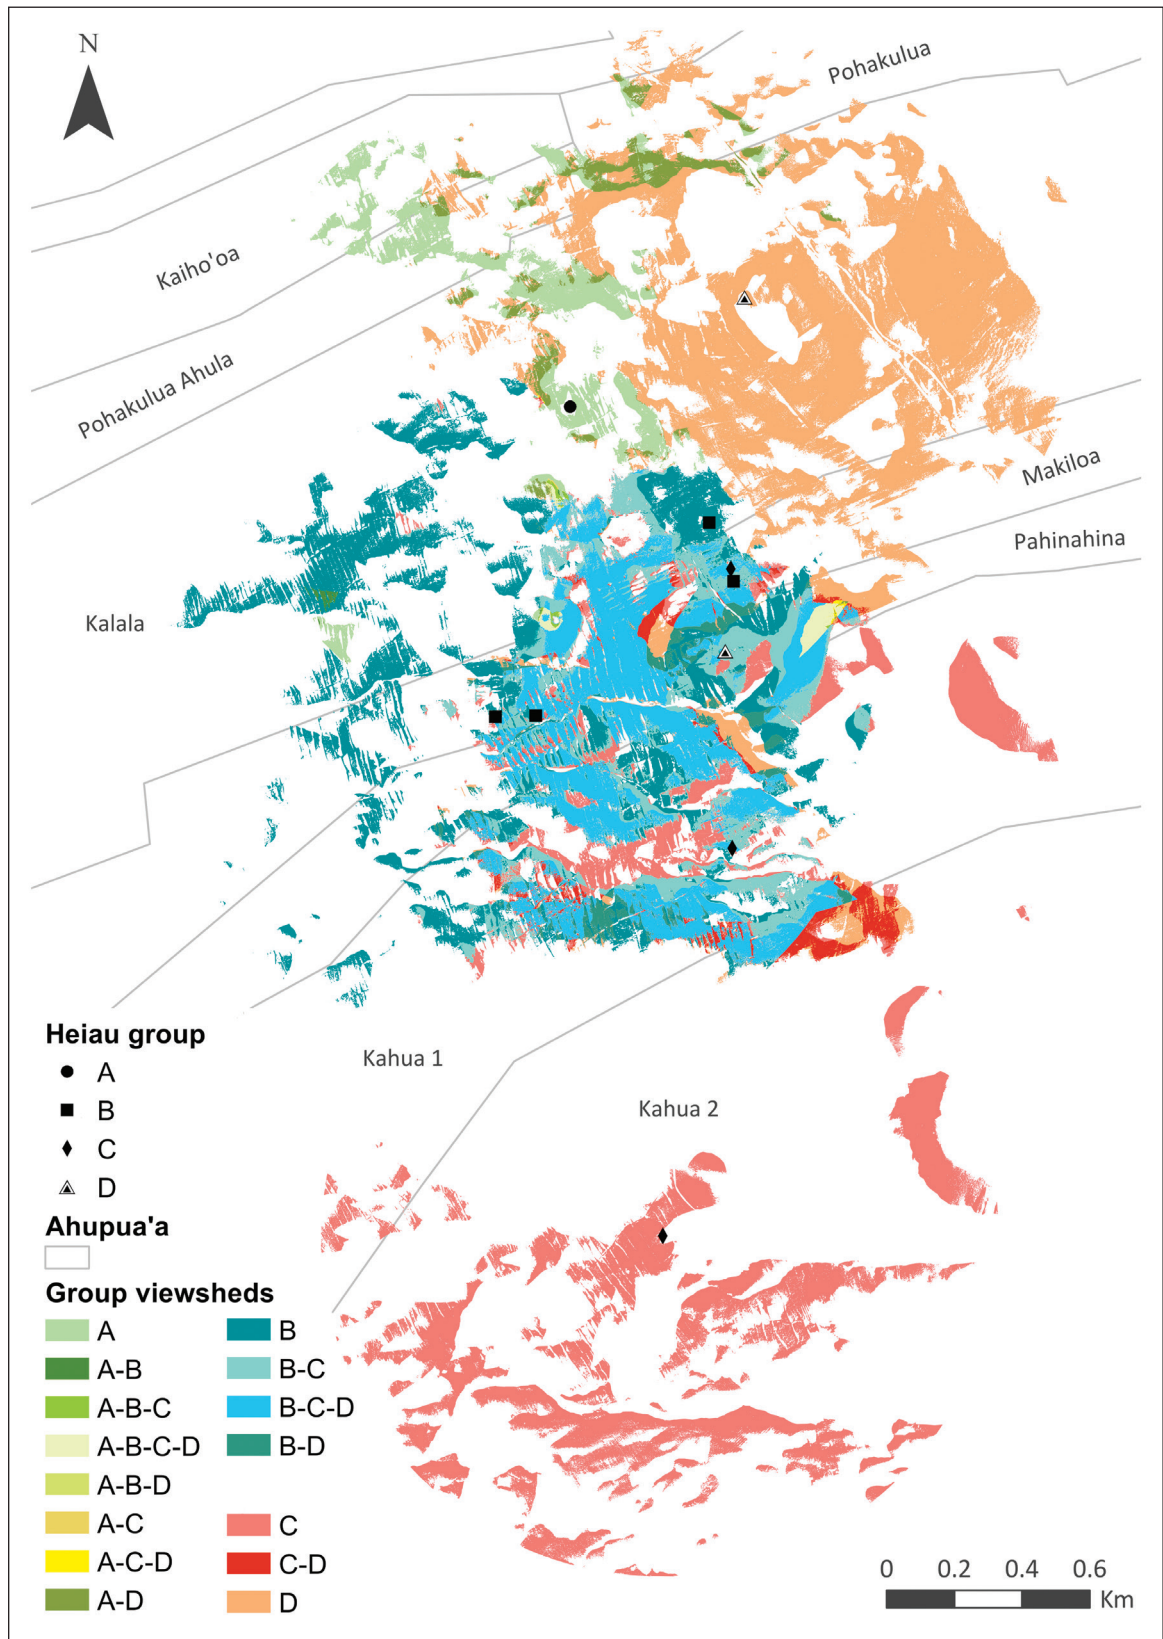 N
Pohakulua
Kaiho'oa
Pohakulua Ahula
Makiloa
Pahinahina
Kalala
Kahua 1
Kahua 2
Heiau group
A
B
C
D
Ahupua'a
Group viewsheds
A
A-B
A-B-C
A-B-C-D
A-B-D
A-C
A-C-D
A-D
B
B-C
B-C-D
B-D
C
C-D
D
0 0.2 0.4 0.6
Km